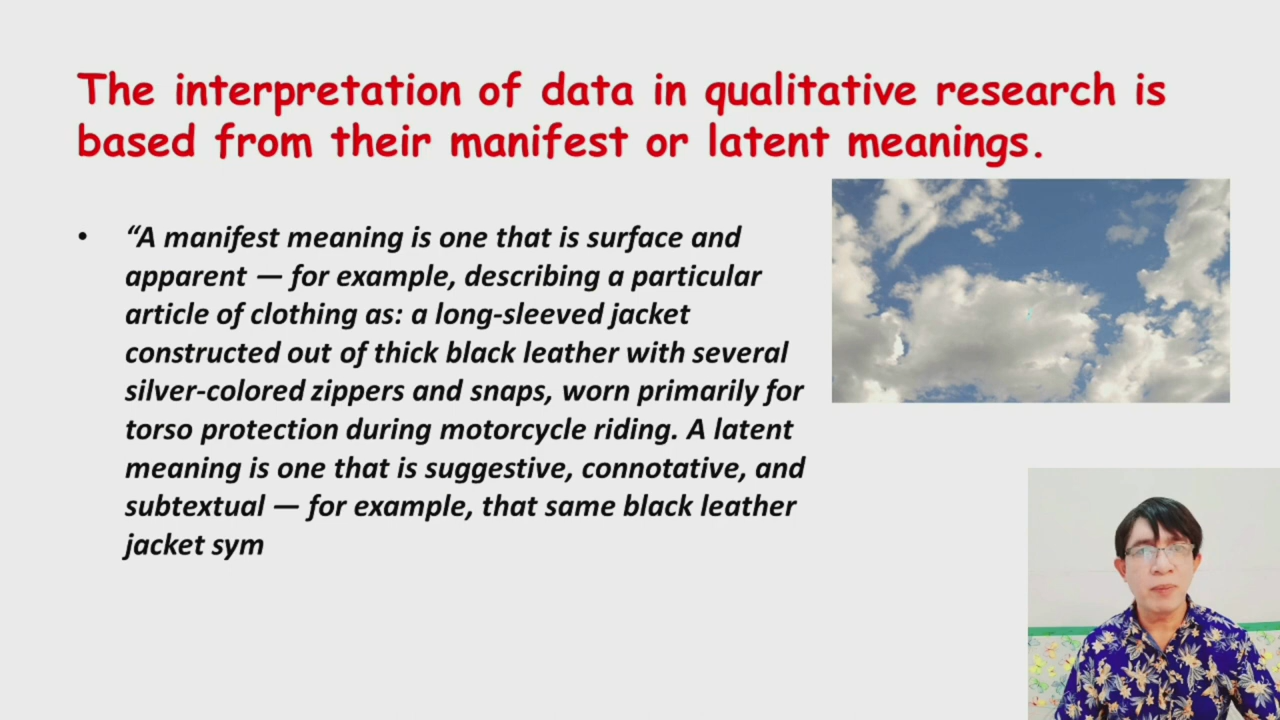 The interpretation of data in qualitative research is
based from their manifest or latent meanings.
• “A manifest meaning is one that is surface and
apparent — for example, describing a particular
article of clothing as: a long-sleeved jacket
constructed out of thick black leather with several
silver-colored zippers and snaps, worn primarily for
torso protection during motorcycle riding. A latent
meaning is one that is suggestive, connotative, and
subtextual — for example, that same black leather
jacket sym